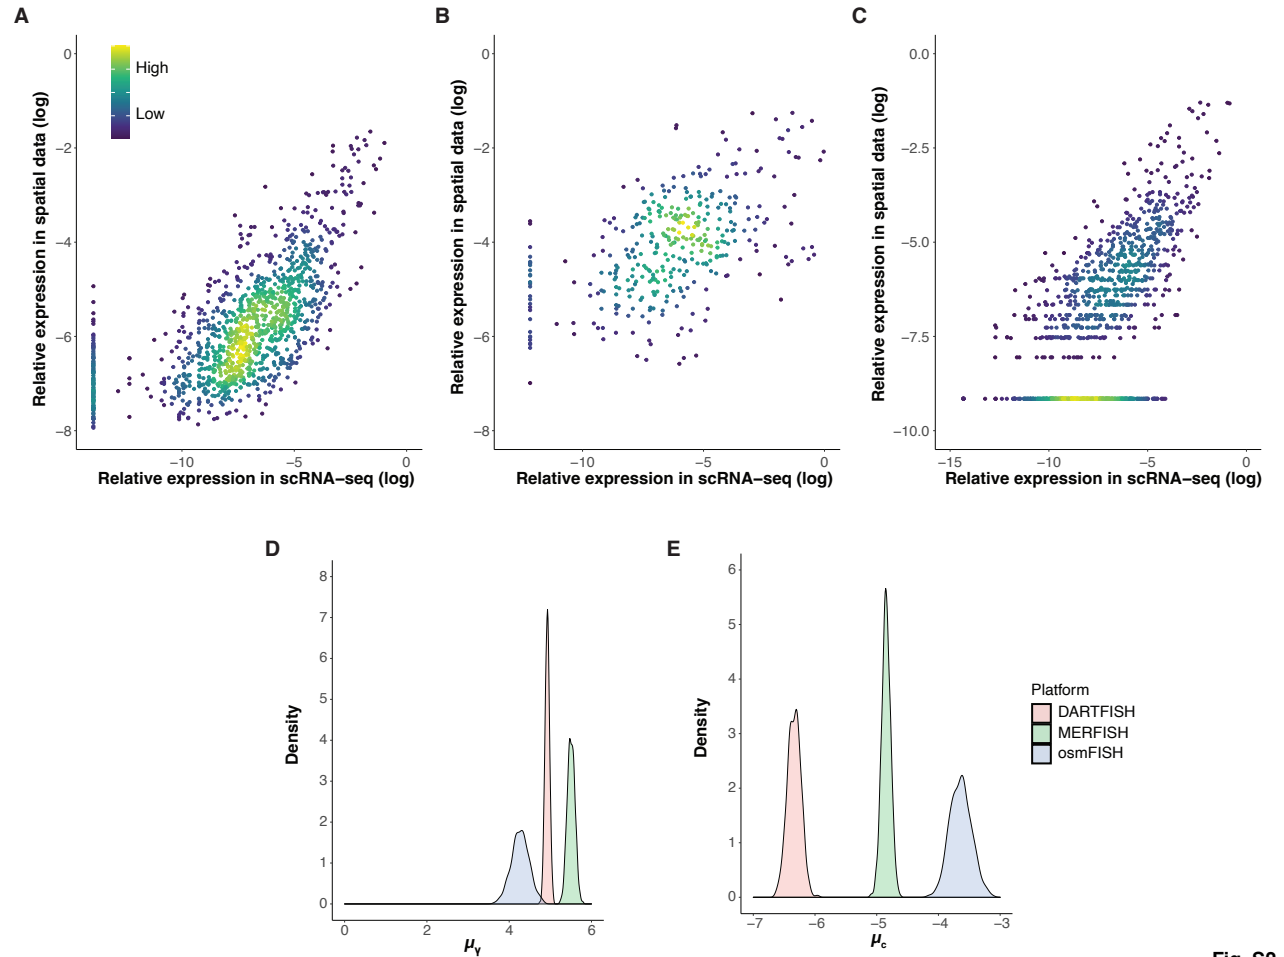 A
B
C
0
−2
−4
−6
−8
High
Low
−10
−5
0
Relative expression in spatial data (log)
Relative expression in scRNA−seq (log)
0
−2
−4
−6
−8
−10
−5
0
Relative expression in spatial data (log)
Relative expression in scRNA−seq (log)
0.0
−2.5
−5.0
−7.5
−10.0
−15
−10
−5
0
Relative expression in spatial data (log)
Relative expression in scRNA−seq (log)
D
8
7
6
5
4
3
2
1
0
Density
0
2
4
6
μγ
E
6
5
4
3
2
1
0
Density
−7
−6
−5
−4
−3
μc
Platform
DARTFISH
MERFISH
osmFISH